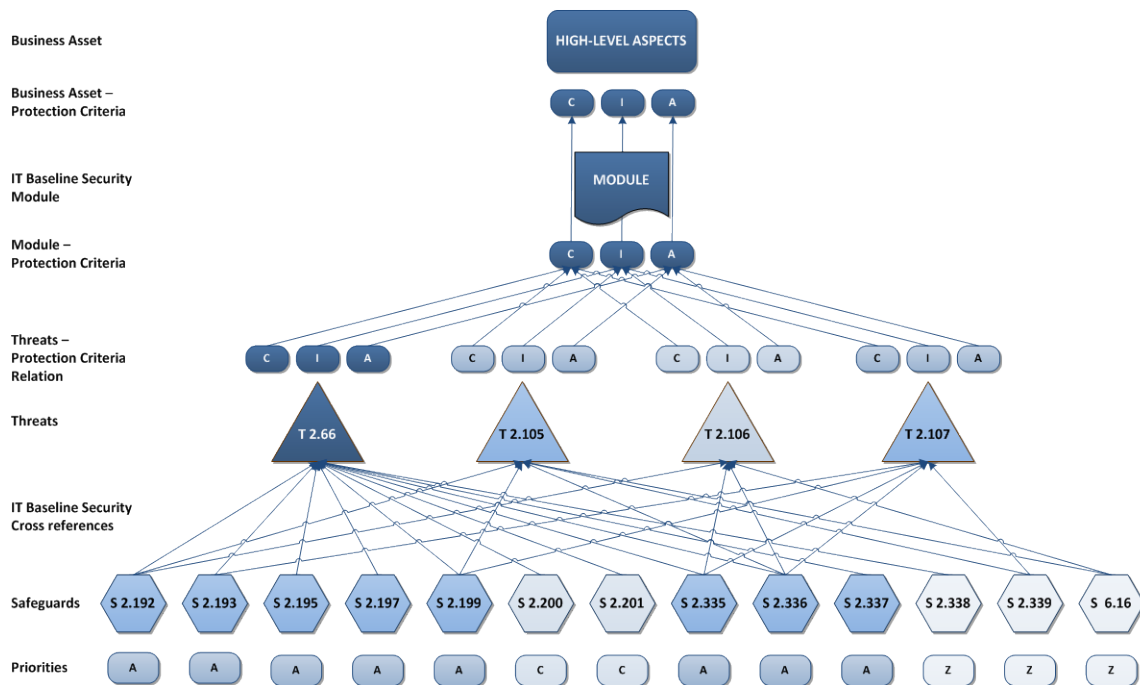 Business Asset
HIGH-LEVEL ASPECTS
Business Asset –
Protection Criteria
C I A
IT Baseline Security
Module
MODULE
Module –
Protection Criteria
C I A
Threats –
Protection Criteria
Relation
C I A C I A C I A C I A
Threats
T 2.66 T 2.105 T 2.106 T 2.107
IT Baseline Security
Cross references
Safeguards
S 2.192 S 2.193 S 2.195 S 2.197 S 2.199 S 2.200 S 2.201 S 2.335 S 2.336 S 2.337 S 2.338 S 2.339 S 6.16
Priorities
A A A A A C C A A A Z Z Z